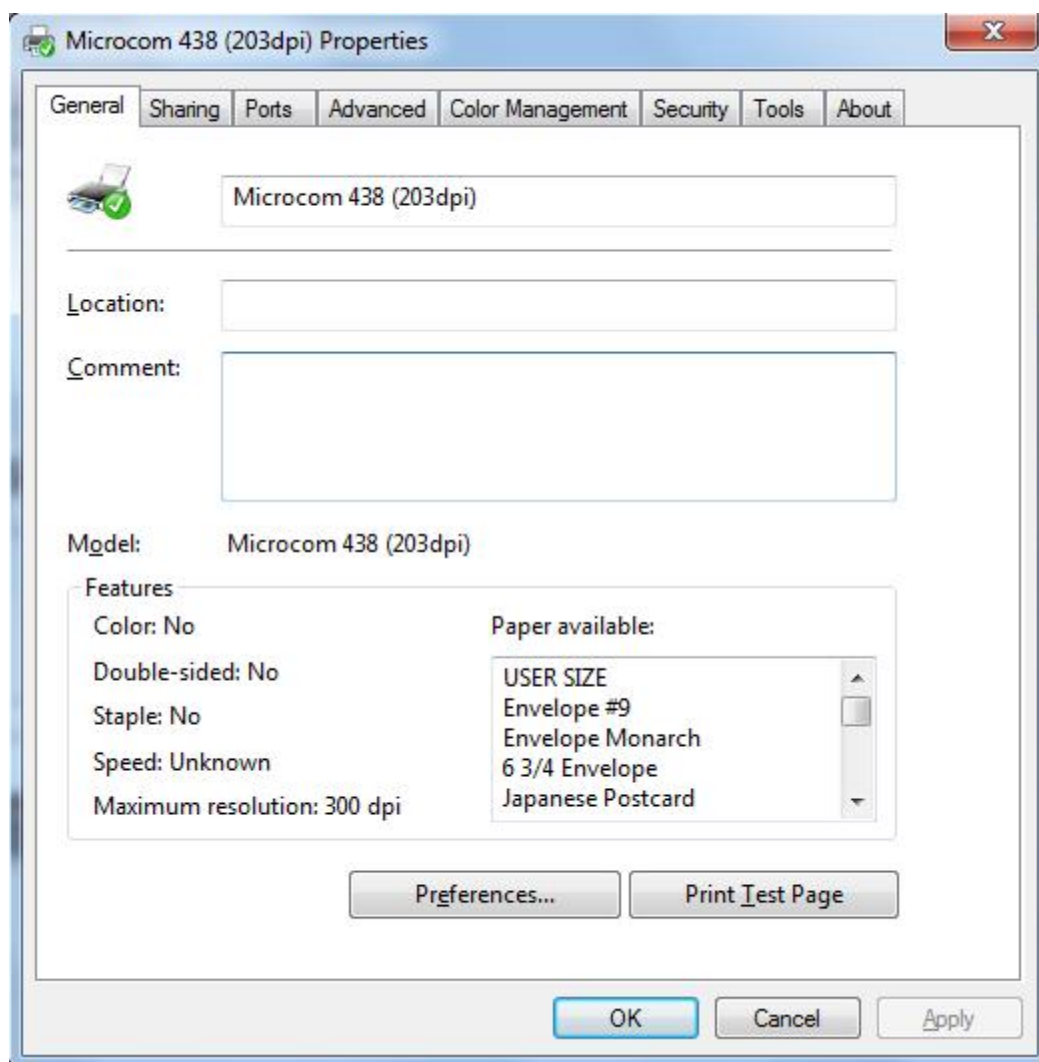 Microcom 438 (203dpi) Properties
X
General Sharing Ports Advanced Color Management Security Tools About
Microcom 438 (203dpi)
Location:
Comment:
Model: Microcom 438 (203dpi)
Features
Color: No
Double-sided: No
Staple: No
Speed: Unknown
Maximum resolution: 300 dpi
Paper available:
USER SIZE
Envelope #9
Envelope Monarch
6 3/4 Envelope
Japanese Postcard
Preferences... Print Test Page
OK Cancel Apply